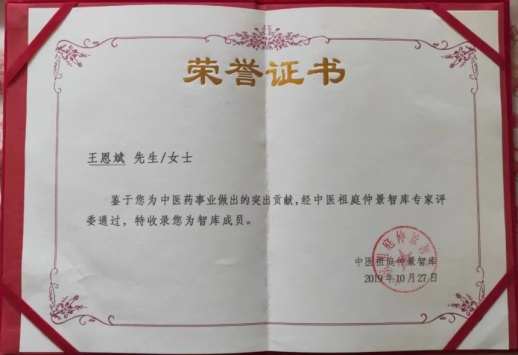 荣誉证书
王恩斌 先生/女士
鉴于您为中医药事业做出的突出贡献,经中医祖庭仲景智库专家评
委通过,特收录您为智库成员。
中医祖庭仲景智库
2019年10月27日